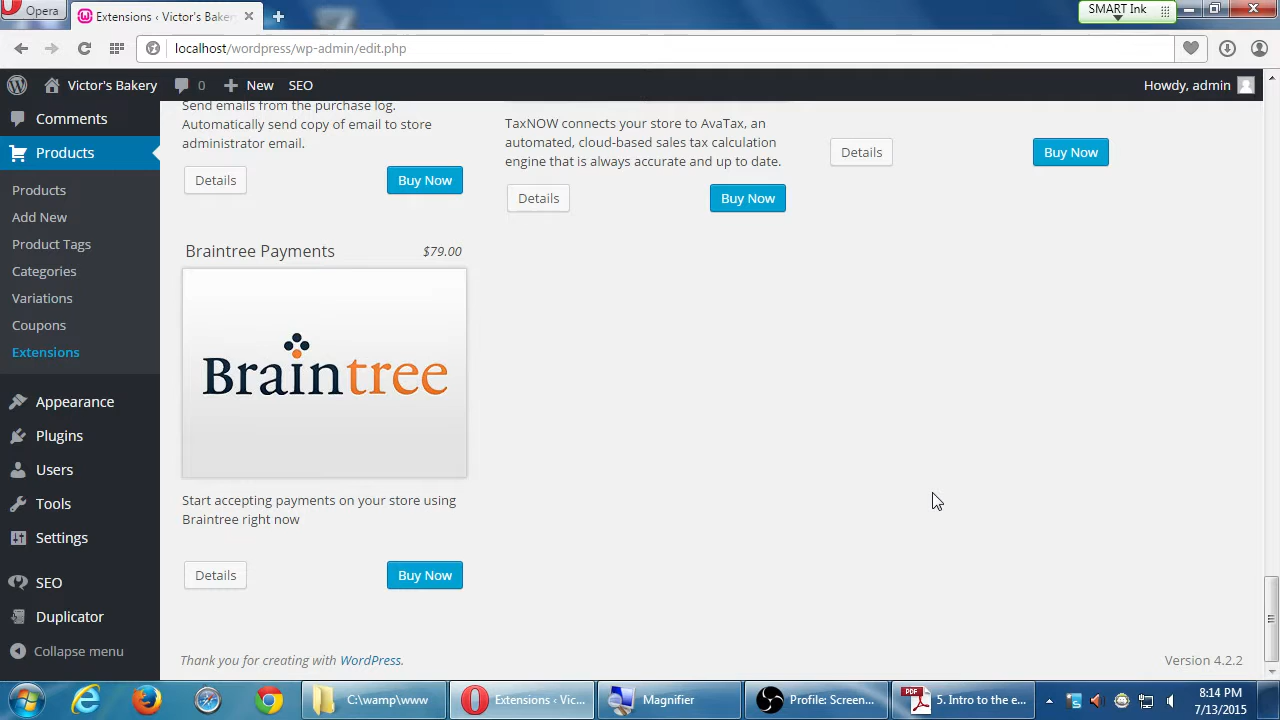 Opera
Extensions ‹ Victor's Baker
SMART Ink
localhost/wordpress/wp-admin/edit.php
Victor's Bakery
0
New
SEO
Howdy, admin
Comments
Products
Products
Add New
Product Tags
Categories
Variations
Coupons
Extensions
Appearance
Plugins
Users
Tools
Settings
SEO
Duplicator
Collapse menu
Send emails from the purchase log.
Automatically send copy of email to store
administrator email.
Details
Buy Now
TaxNOW connects your store to AvaTax, an
automated, cloud-based sales tax calculation
engine that is always accurate and up to date.
Details
Buy Now
Details
Buy Now
Braintree Payments
$79.00
Braintree
Start accepting payments on your store using
Braintree right now
Details
Buy Now
Thank you for creating with WordPress.
Version 4.2.2
C:\wamp\www
Extensions ‹ Vic...
Magnifier
Profile: Screen...
PDF
5. Intro to the e...
8:14 PM
7/13/2015